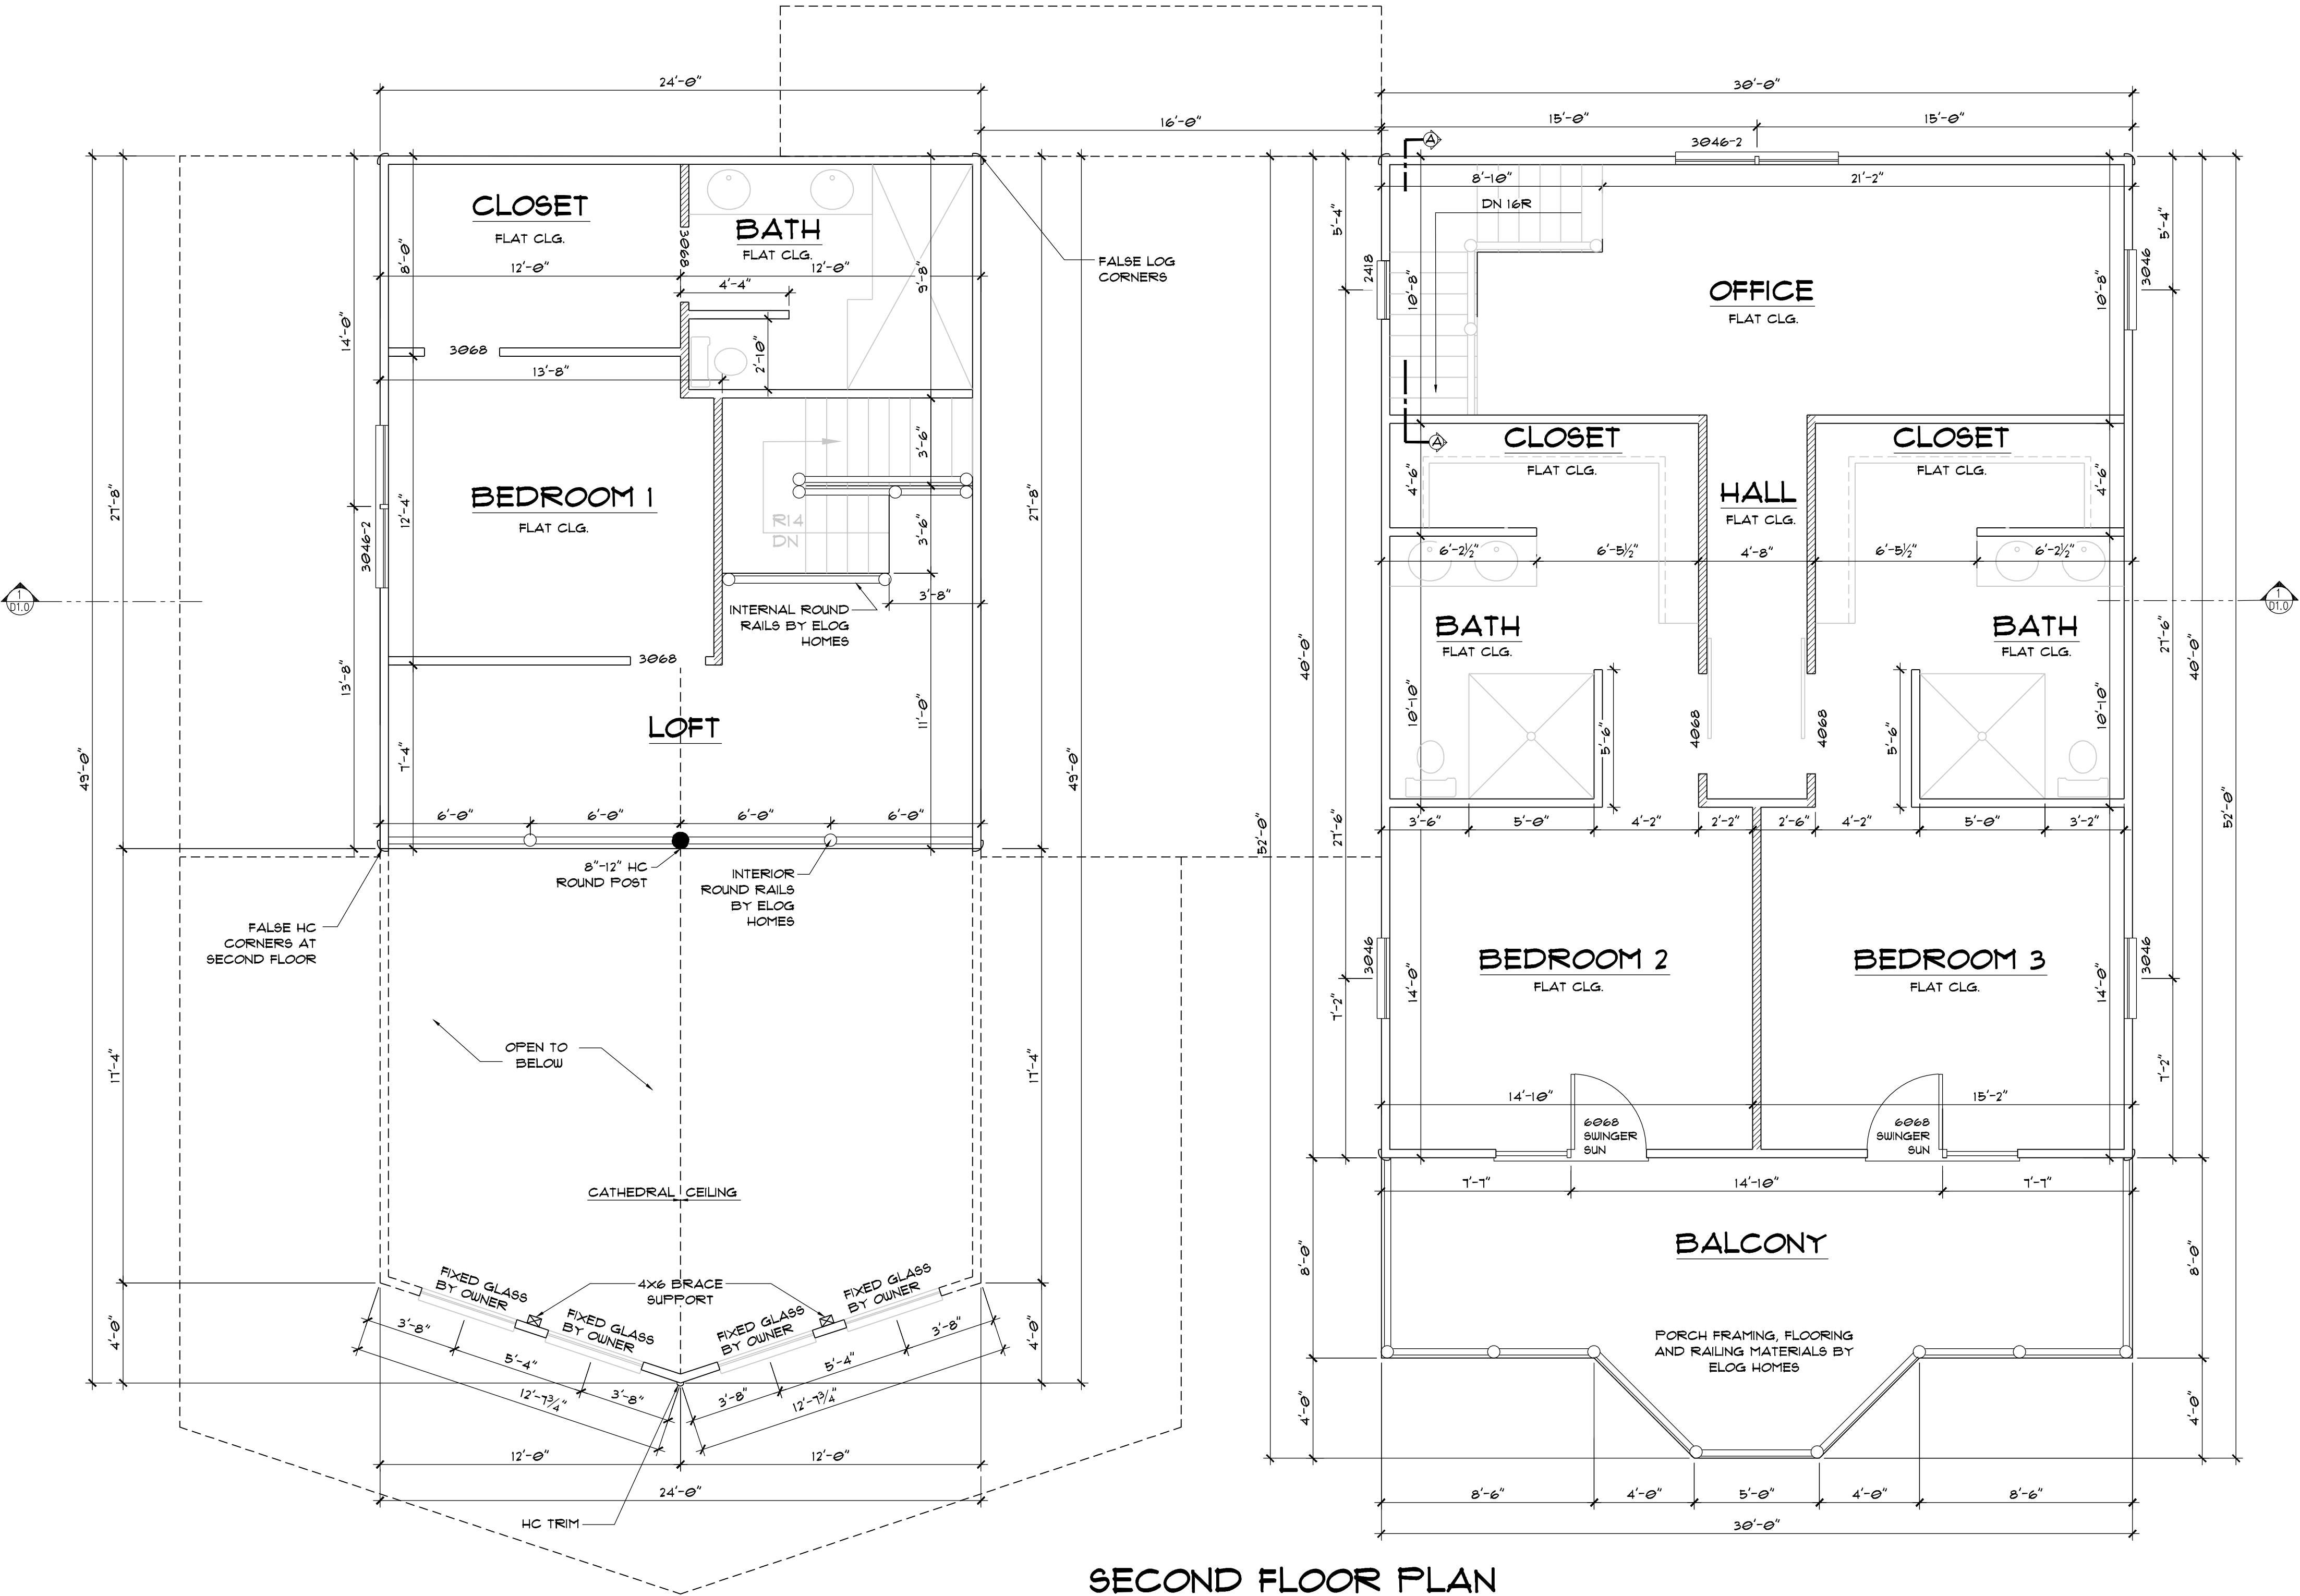 24'-0"
30'-0"
16'-0"
15'-0"
15'-0"
3046-2
8'-10"
21'-2"
CLOSET
FLAT CLG.
8'-0"
12'-0"
3068
BATH
FLAT CLG.
12'-0"
9'-8"
4'-4"
2'-10"
FALSE LOG
CORNERS
14'-0"
3068
13'-8"
27'-8"
49'-0"
BEDROOM 1
FLAT CLG.
12'-4"
3046-2
13'-8"
3'-6"
3'-6"
R14
DN
3'-8"
INTERNAL ROUND
RAILS BY ELOG
HOMES
3068
27'-8"
49'-0"
1
D1.0
LOFT
7'-4"
11'-0"
6'-0"
6'-0"
6'-0"
6'-0"
8"-12" HC
ROUND POST
INTERIOR
ROUND RAILS
BY ELOG
HOMES
FALSE HC
CORNERS AT
SECOND FLOOR
17'-4"
17'-4"
OPEN TO
BELOW
CATHEDRAL CEILING
FIXED GLASS
BY OWNER
4X6 BRACE
SUPPORT
FIXED GLASS
BY OWNER
FIXED GLASS
BY OWNER
FIXED GLASS
BY OWNER
4'-0"
4'-0"
3'-8"
5'-4"
3'-8"
12'-7¾"
3'-8"
5'-4"
3'-8"
12'-7¾"
12'-0"
12'-0"
24'-0"
HC TRIM
A
DN 16R
5'-4"
2418
10'-8"
OFFICE
FLAT CLG.
10'-8"
3046
5'-4"
A
CLOSET
FLAT CLG.
4'-6"
HALL
FLAT CLG.
CLOSET
FLAT CLG.
4'-6"
6'-2½"
6'-5½"
4'-8"
6'-5½"
6'-2½"
BATH
FLAT CLG.
BATH
FLAT CLG.
1
D1.0
40'-0"
52'-0"
27'-6"
27'-6"
40'-0"
52'-0"
10'-10"
5'-6"
4068
4068
5'-6"
10'-10"
3'-6"
5'-0"
4'-2"
2'-2"
2'-6"
4'-2"
5'-0"
3'-2"
3046
BEDROOM 2
FLAT CLG.
14'-0"
BEDROOM 3
FLAT CLG.
14'-0"
3046
7'-2"
7'-2"
14'-10"
15'-2"
6068
SWINGER
SUN
6068
SWINGER
SUN
7'-7"
14'-10"
7'-7"
BALCONY
8'-0"
8'-0"
PORCH FRAMING, FLOORING
AND RAILING MATERIALS BY
ELOG HOMES
4'-0"
4'-0"
8'-6"
4'-0"
5'-0"
4'-0"
8'-6"
30'-0"
SECOND FLOOR PLAN